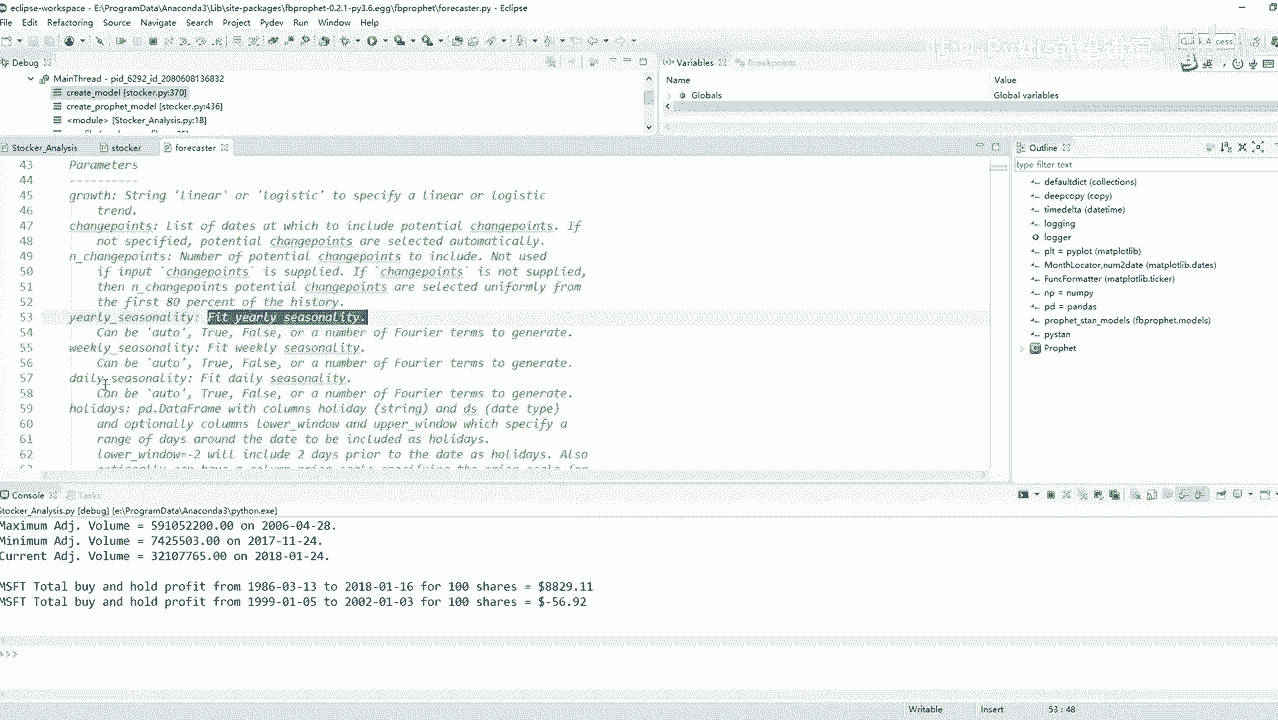 eclipse-workspace - E:\ProgramData\Anaconda3\Lib\site-packages\fbprophet-0.2.1-py3.6.egg\fbprophet\forecaster.py - Eclipse
File Edit Refactoring Source Navigate Search Project Pydev Run Window Help
Quick Access
Debug
(x)= Variables
Breakpoints
MainThread - pid_6292_id_2080608136832
create_model [stocker.py:370]
create_prophet_model [stocker.py:436]
<module> [Stocker_Analysis.py:18]
Name Value
Globals Global variables
Stocker_Analysis stocker forecaster
43 Parameters
44 ----------
45 growth: String 'linear' or 'logistic' to specify a linear or logistic
46 trend.
47 changepoints: List of dates at which to include potential changepoints. If
48 not specified, potential changepoints are selected automatically.
49 n_changepoints: Number of potential changepoints to include. Not used
50 if input `changepoints` is supplied. If `changepoints` is not supplied,
51 then n_changepoints potential changepoints are selected uniformly from
52 the first 80 percent of the history.
53 yearly_seasonality: Fit yearly seasonality.
54 Can be 'auto', True, False, or a number of Fourier terms to generate.
55 weekly_seasonality: Fit weekly seasonality.
56 Can be 'auto', True, False, or a number of Fourier terms to generate.
57 daily_seasonality: Fit daily seasonality.
58 Can be 'auto', True, False, or a number of Fourier terms to generate.
59 holidays: pd.DataFrame with columns holiday (string) and ds (date type)
60 and optionally columns lower_window and upper_window which specify a
61 range of days around the date to be included as holidays.
62 lower_window=-2 will include 2 days prior to the date as holidays. Also
Outline
type filter text
defaultdict (collections)
deepcopy (copy)
timedelta (datetime)
logging
logger
plt = pyplot (matplotlib)
MonthLocator,num2date (matplotlib.dates)
FuncFormatter (matplotlib.ticker)
np = numpy
pd = pandas
prophet_stan_models (fbprophet.models)
pystan
Prophet
Console
Tasks
Stocker_Analysis.py [debug] [e:\ProgramData\Anaconda3\python.exe]
Maximum Adj. Volume = 591052200.00 on 2006-04-28.
Minimum Adj. Volume = 7425503.00 on 2017-11-24.
Current Adj. Volume = 32107765.00 on 2018-01-24.
MSFT Total buy and hold profit from 1986-03-13 to 2018-01-16 for 100 shares = $8829.11
MSFT Total buy and hold profit from 1999-01-05 to 2002-01-03 for 100 shares = $-56.92
>>>
Writable Insert 53 : 48